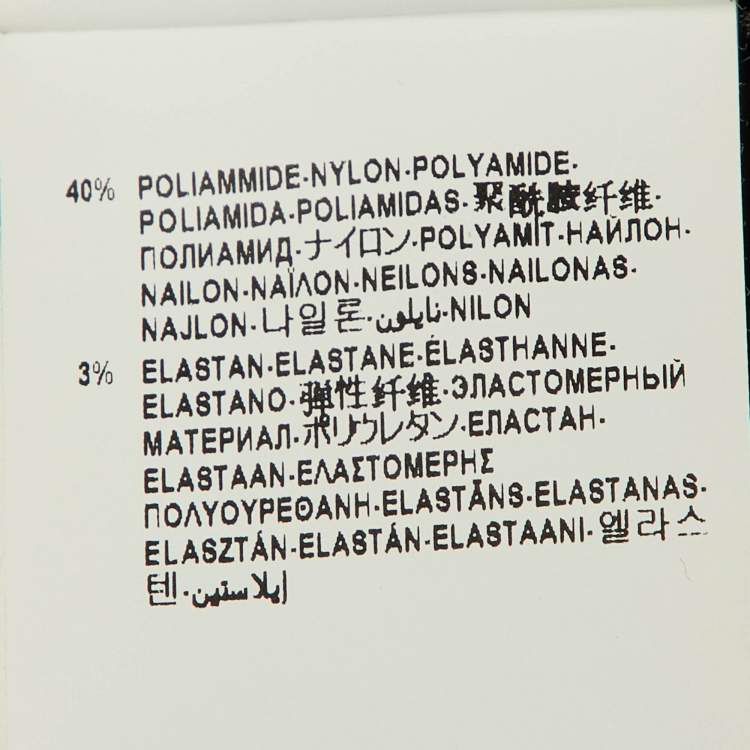 40% POLIAMMIDE·NYLON·POLYAMIDE·
POLIAMIDA·POLIAMIDAS·聚酰胺纤维·
ПОЛИАМИД·ナイロン·POLYAMİT·НАЙЛОН·
NAILON·ΝΑΪΛΟΝ·NEILONS·NAILONAS·
NAJLON·나일론·نايلون·NILON
3% ELASTAN·ELASTANE·ÉLASTHANNE·
ELASTANO·弹性纤维·ЭЛАСТОМЕРНЫЙ
МАТЕРИАЛ·ポリウレタン·ЕЛАСТАН·
ELASTAAN·ΕΛΑΣΤΟΜΕΡΗΣ
ΠΟΛΥΟΥΡΕΘΑΝΗ·ELASTĀNS·ELASTANAS·
ELASZTÁN·ELASTÁN·ELASTAANI·엘라스
텐·إيلاستين